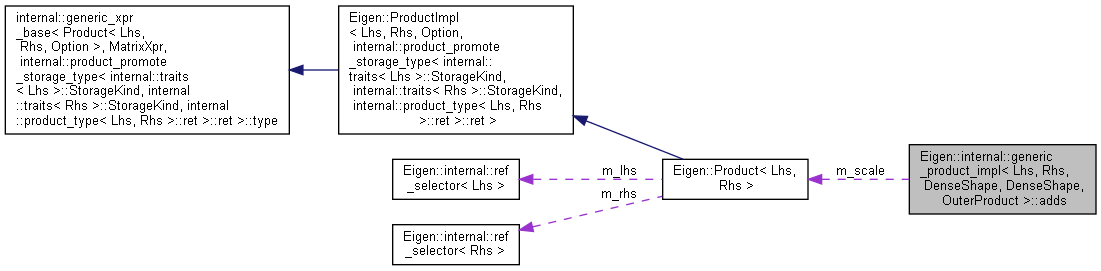 internal::generic_xpr
_base< Product< Lhs,
Rhs, Option >, MatrixXpr,
internal::product_promote
_storage_type< internal::traits
< Lhs >::StorageKind, internal
::traits< Rhs >::StorageKind, internal
::product_type< Lhs, Rhs >::ret >::ret >::type
Eigen::ProductImpl
< Lhs, Rhs, Option,
internal::product_promote
_storage_type< internal::
traits< Lhs >::StorageKind,
internal::traits< Rhs >::StorageKind,
internal::product_type< Lhs, Rhs
>::ret >::ret >
Eigen::internal::ref
_selector< Lhs >
m_lhs
m_rhs
Eigen::internal::ref
_selector< Rhs >
Eigen::Product< Lhs,
Rhs >
m_scale
Eigen::internal::generic
_product_impl< Lhs, Rhs,
DenseShape, DenseShape,
OuterProduct >::adds